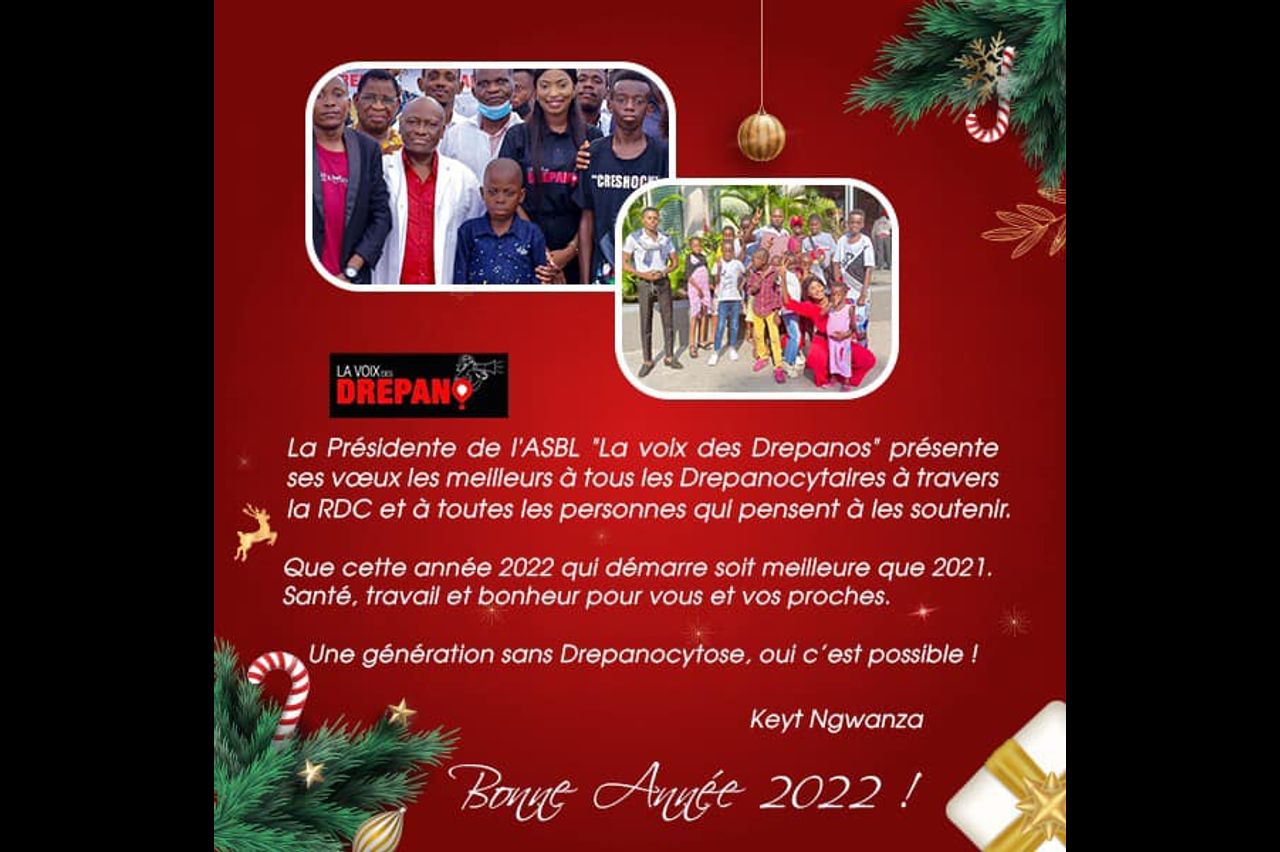 DREPAN
"CRESHOCK"
LA VOIX DES
DREPANO
La Présidente de l'ASBL "La voix des Drepanos" présente
ses vœux les meilleurs à tous les Drepanocytaires à travers
la RDC et à toutes les personnes qui pensent à les soutenir.
Que cette année 2022 qui démarre soit meilleure que 2021.
Santé, travail et bonheur pour vous et vos proches.
Une génération sans Drepanocytose, oui c'est possible !
Keyt Ngwanza
Bonne Année 2022 !